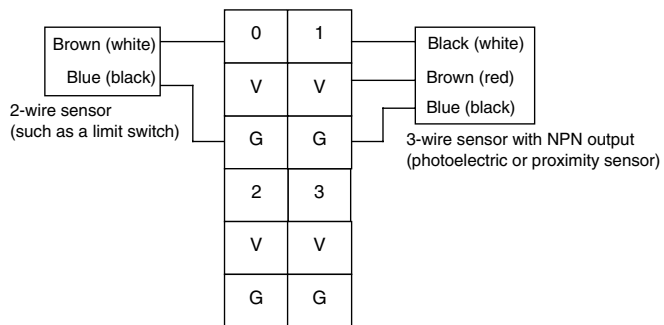 0 1
Brown (white)
Black (white)
Blue (black)
V V
Brown (red)
Blue (black)
2-wire sensor
(such as a limit switch)
G G
3-wire sensor with NPN output
(photoelectric or proximity sensor)
2 3
V V
G G